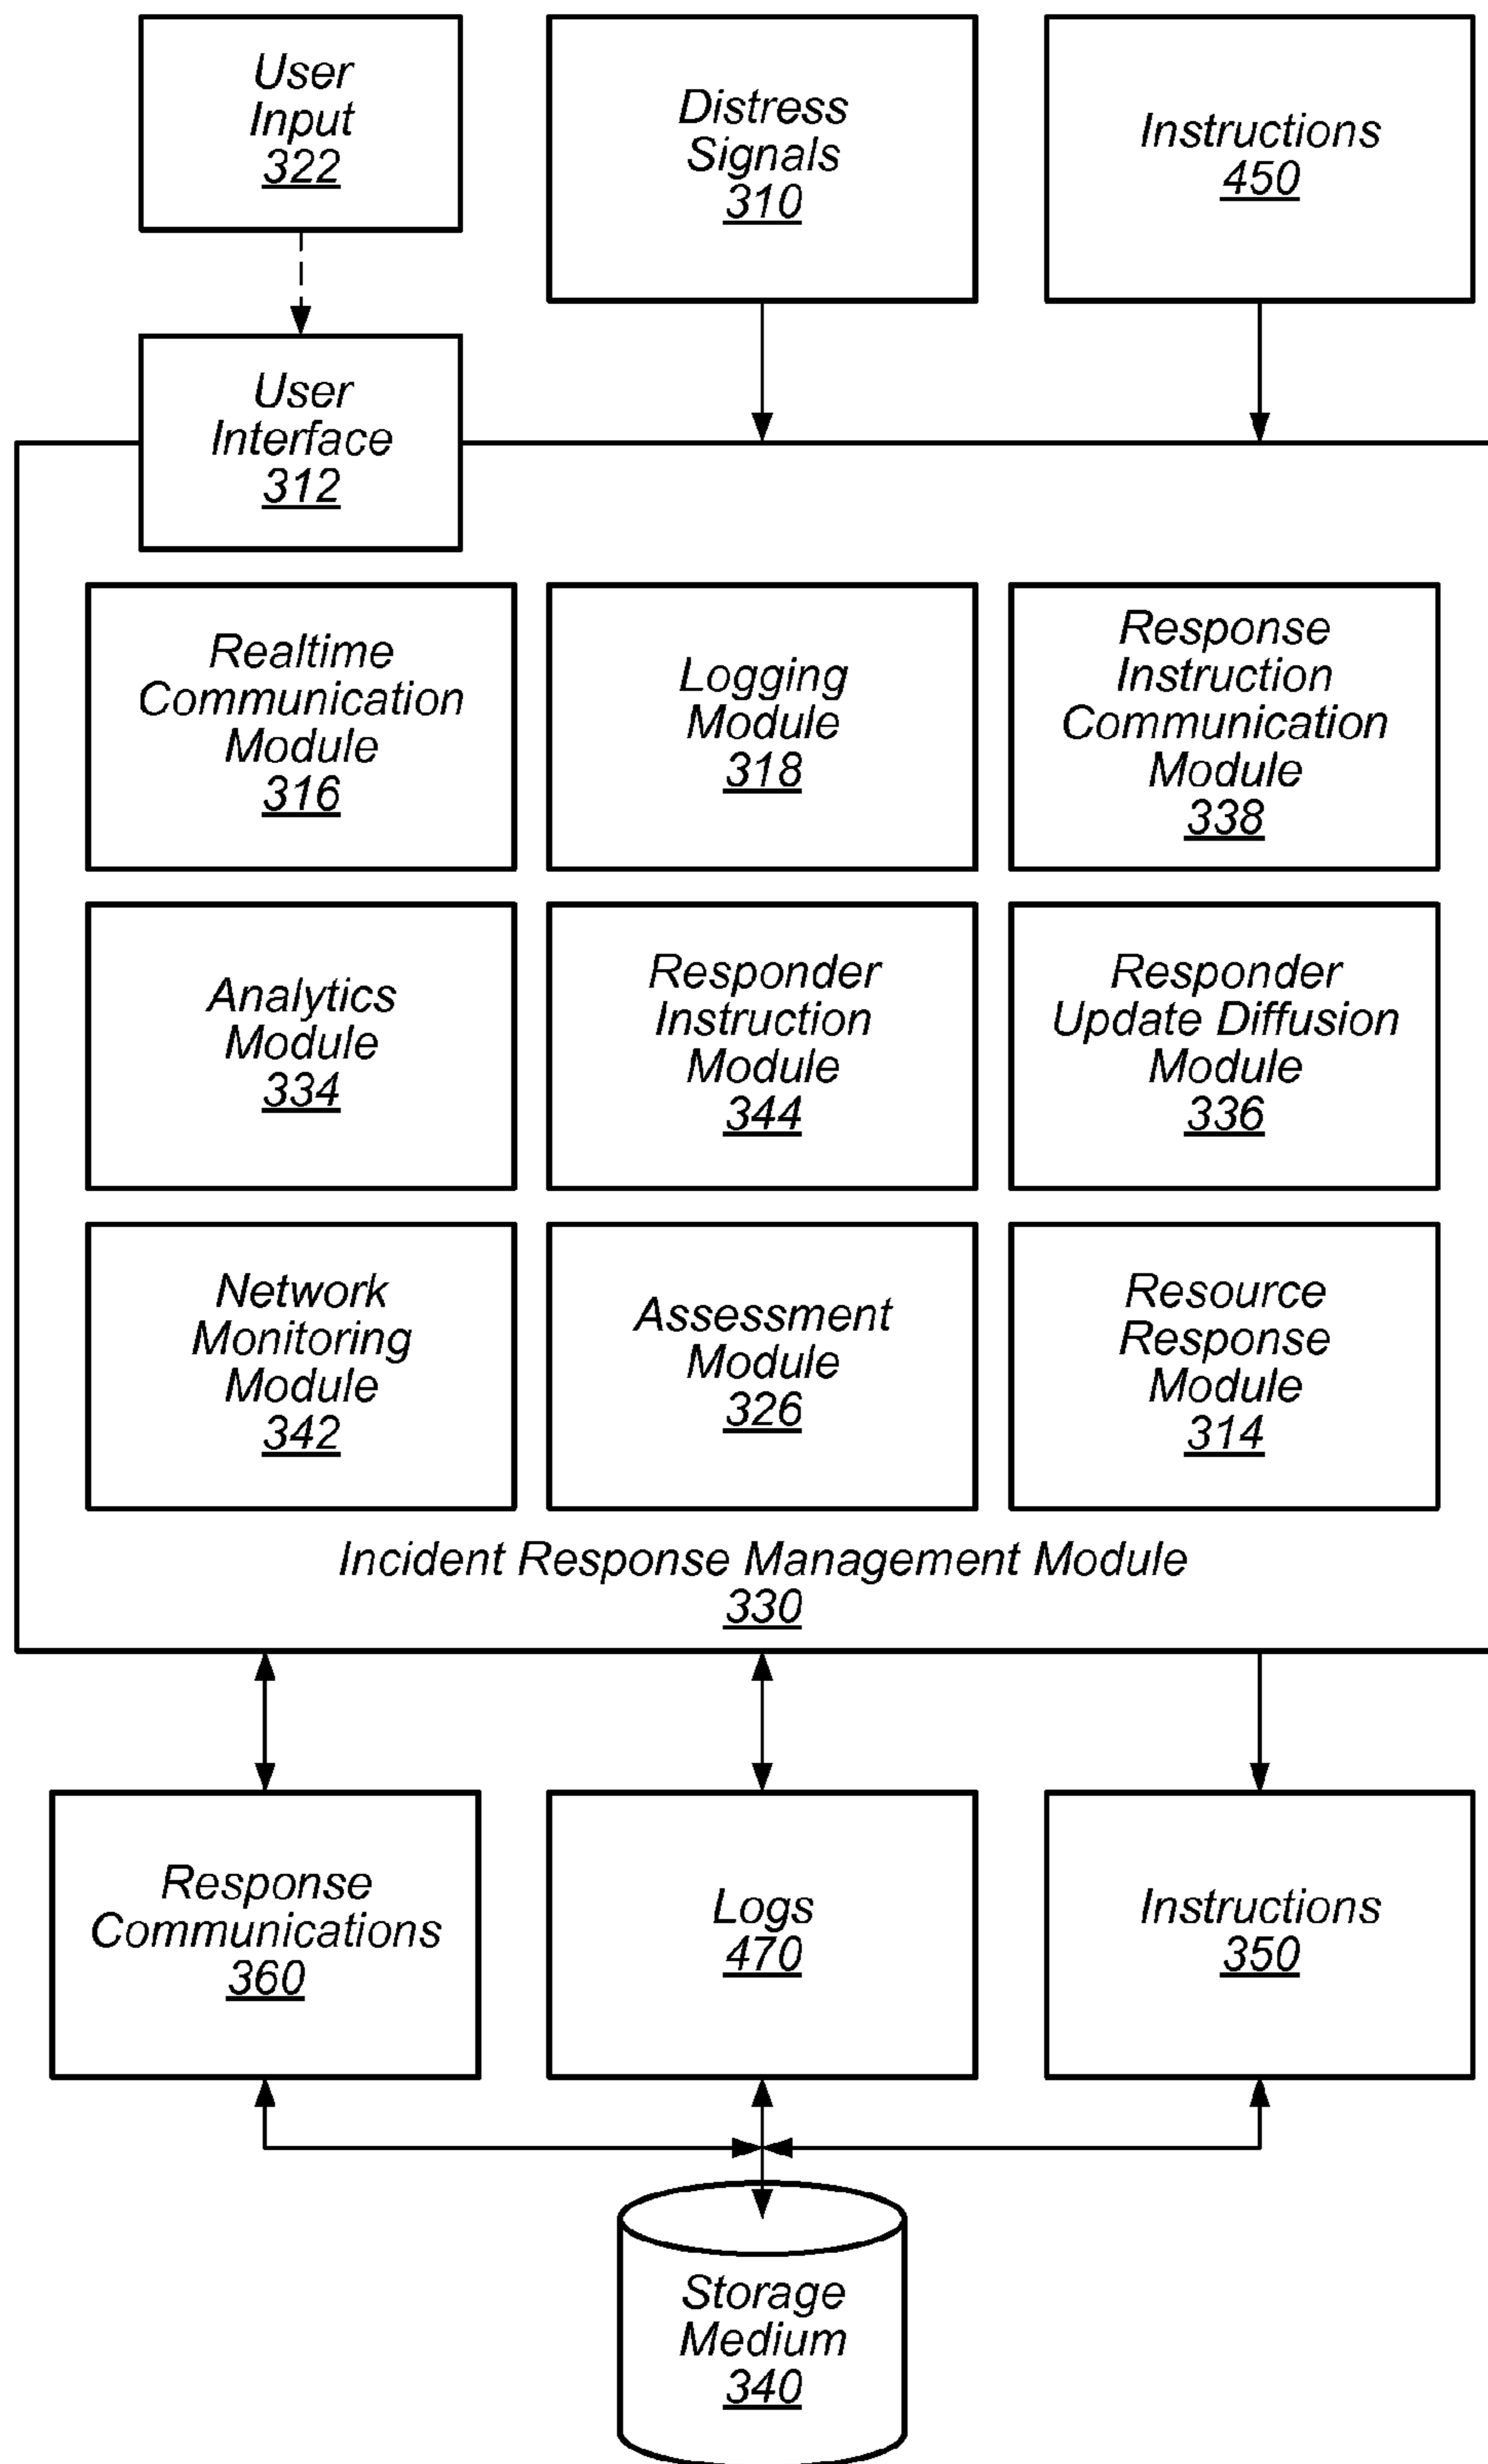 User
Input
322
Distress
Signals
310
Instructions
450
User
Interface
312
Realtime
Communication
Module
316
Logging
Module
318
Response
Instruction
Communication
Module
338
Analytics
Module
334
Responder
Instruction
Module
344
Responder
Update Diffusion
Module
336
Network
Monitoring
Module
342
Assessment
Module
326
Resource
Response
Module
314
Incident Response Management Module
330
Response
Communications
360
Logs
470
Instructions
350
Storage
Medium
340